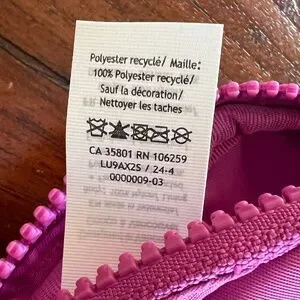 Polyester recyclé/ Maille:
100% Polyester recyclé/
Sauf la décoration/
Nettoyer les taches
CA 35801 RN 106259
LU9AX2S / 24-4
0000009-03